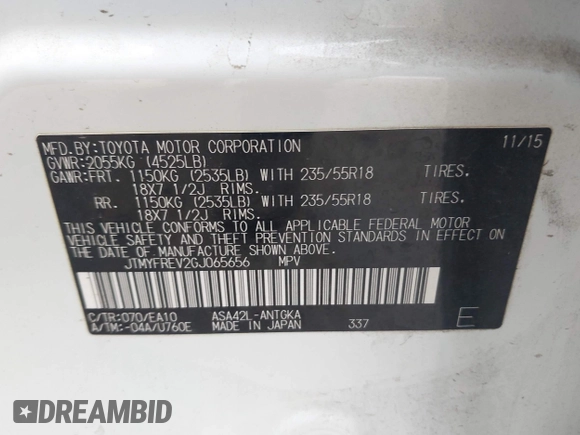 MFD.BY:TOYOTA MOTOR CORPORATION 11/15
GVWR:2055KG (4525LB)
GAWR:FRT. 1150KG (2535LB) WITH 235/55R18 TIRES.
18X7 1/2J RIMS.
RR. 1150KG (2535LB) WITH 235/55R18 TIRES.
18X7 1/2J RIMS.
THIS VEHICLE CONFORMS TO ALL APPLICABLE FEDERAL MOTOR
VEHICLE SAFETY AND THEFT PREVENTION STANDARDS IN EFFECT ON
THE DATE OF MANUFACTURE SHOWN ABOVE.
JTMYFREV2GJ065656 MPV
C/TR:070/EA10 ASA42L-ANTGKA
A/TM:-04A/U760E MADE IN JAPAN 337 E
DREAMBID